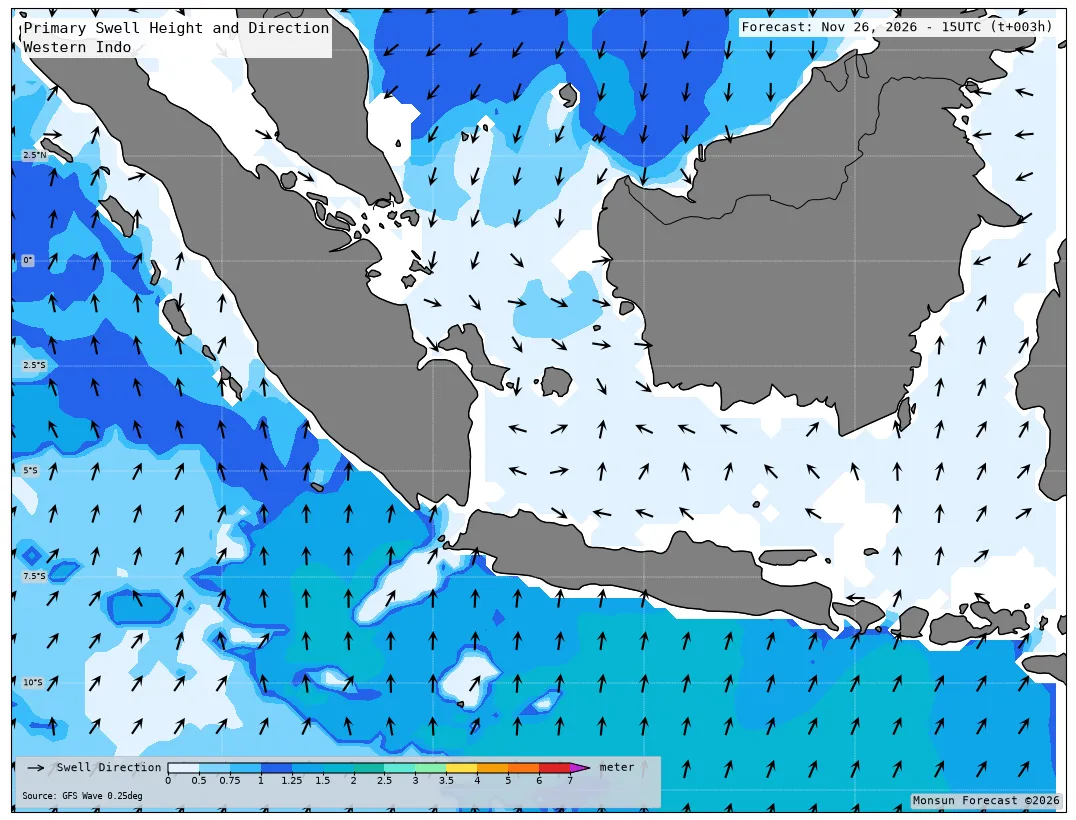 Primary Swell Height and Direction
Western Indo
Forecast: Nov 26, 2026 - 15UTC (t+003h)
2.5°N
0°
2.5°S
5°S
7.5°S
10°S
Swell Direction
0 0.5 0.75 1 1.25 1.5 2 2.5 3 3.5 4 5 6 7
meter
Source: GFS Wave 0.25deg
Monsun Forecast ©2026